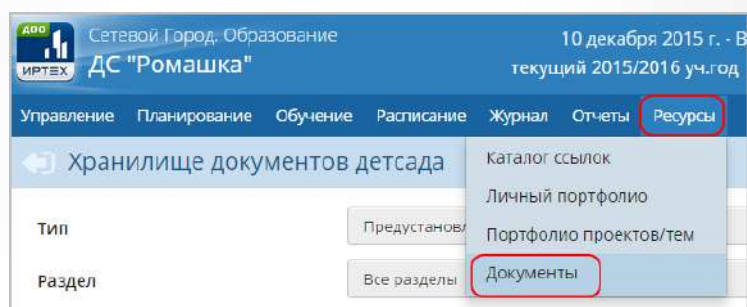 ДОО
ИРТЕХ
Сетевой Город. Образование
ДС "Ромашка"
10 декабря 2015 г. - В
текущий 2015/2016 уч.год
Управление Планирование Обучение Расписание Журнал Отчеты Ресурсы
Хранилище документов детсада
Каталог ссылок
Личный портфолио
Портфолио проектов/тем
Документы
Тип
Предустановл
Раздел
Все разделы